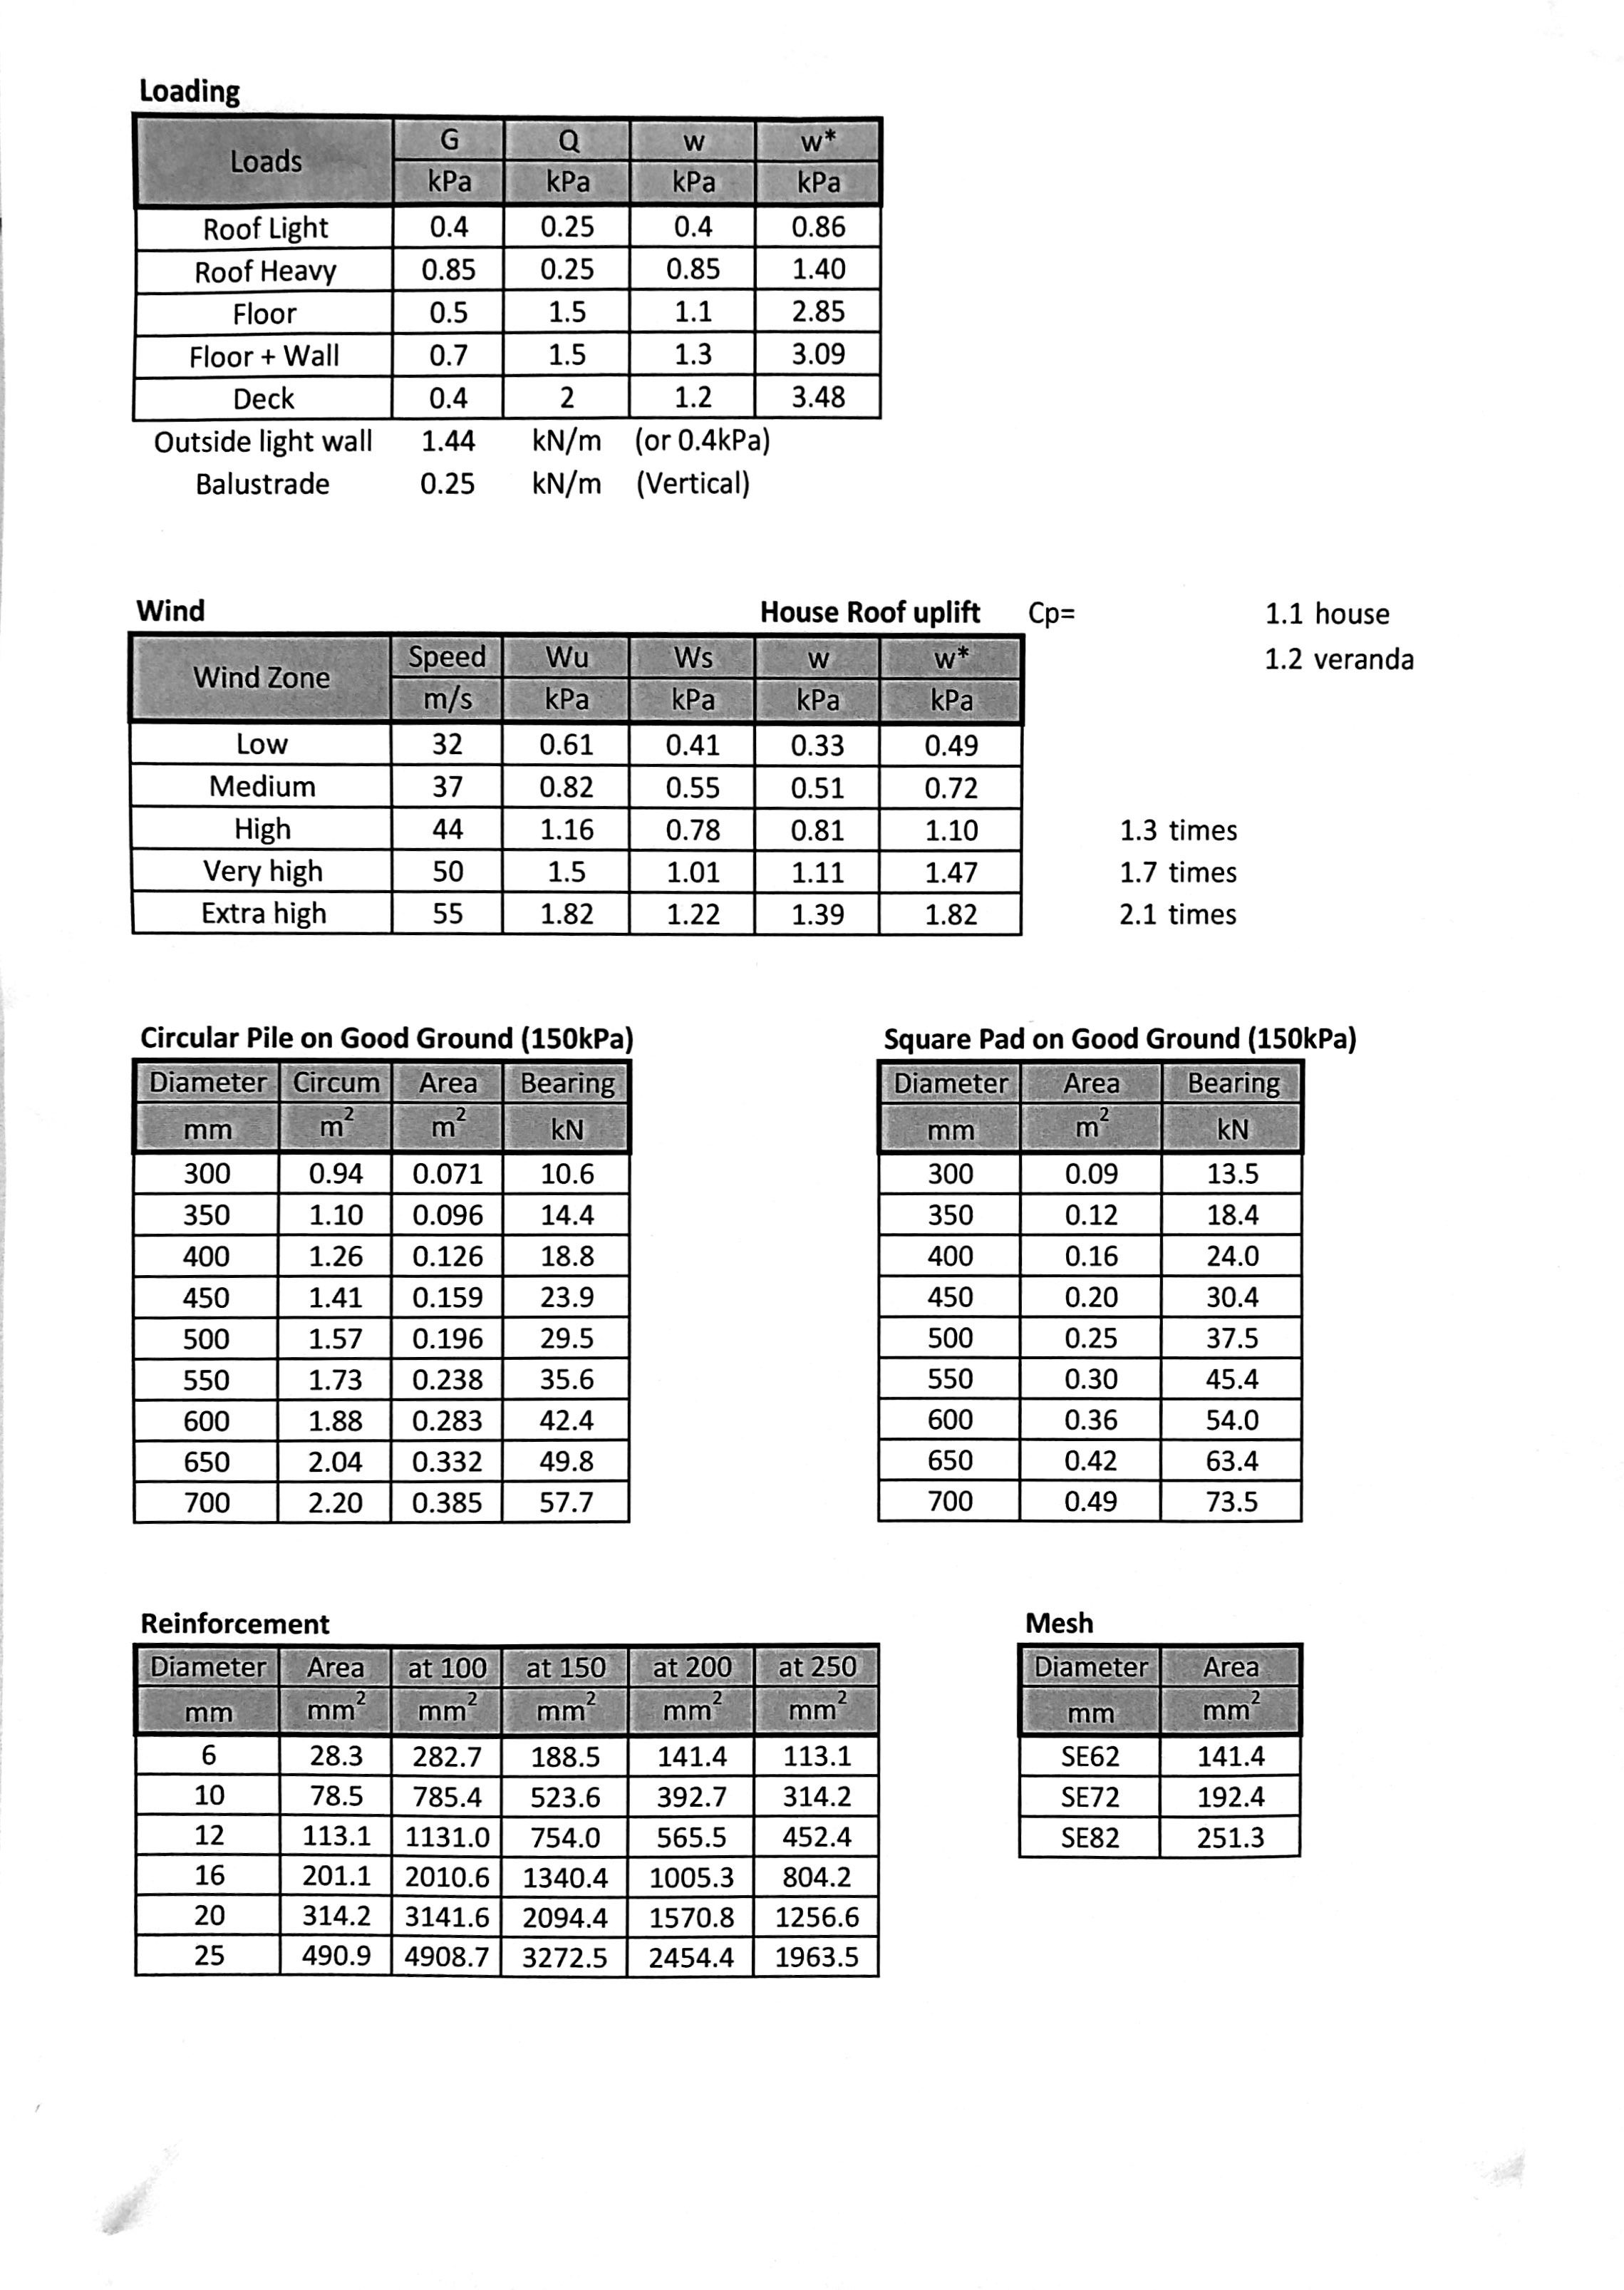 Loading
Loads G Q w w*
kPa kPa kPa kPa
Roof Light 0.4 0.25 0.4 0.86
Roof Heavy 0.85 0.25 0.85 1.40
Floor 0.5 1.5 1.1 2.85
Floor + Wall 0.7 1.5 1.3 3.09
Deck 0.4 2 1.2 3.48
Outside light wall 1.44 kN/m (or 0.4kPa)
Balustrade 0.25 kN/m (Vertical)
Wind House Roof uplift Cp= 1.1 house
1.2 veranda
Wind Zone Speed Wu Ws w w*
m/s kPa kPa kPa kPa
Low 32 0.61 0.41 0.33 0.49
Medium 37 0.82 0.55 0.51 0.72
High 44 1.16 0.78 0.81 1.10 1.3 times
Very high 50 1.5 1.01 1.11 1.47 1.7 times
Extra high 55 1.82 1.22 1.39 1.82 2.1 times
Circular Pile on Good Ground (150kPa)
Diameter Circum Area Bearing
mm m² m² kN
300 0.94 0.071 10.6
350 1.10 0.096 14.4
400 1.26 0.126 18.8
450 1.41 0.159 23.9
500 1.57 0.196 29.5
550 1.73 0.238 35.6
600 1.88 0.283 42.4
650 2.04 0.332 49.8
700 2.20 0.385 57.7
Square Pad on Good Ground (150kPa)
Diameter Area Bearing
mm m² kN
300 0.09 13.5
350 0.12 18.4
400 0.16 24.0
450 0.20 30.4
500 0.25 37.5
550 0.30 45.4
600 0.36 54.0
650 0.42 63.4
700 0.49 73.5
Reinforcement
Diameter Area at 100 at 150 at 200 at 250
mm mm² mm² mm² mm² mm²
6 28.3 282.7 188.5 141.4 113.1
10 78.5 785.4 523.6 392.7 314.2
12 113.1 1131.0 754.0 565.5 452.4
16 201.1 2010.6 1340.4 1005.3 804.2
20 314.2 3141.6 2094.4 1570.8 1256.6
25 490.9 4908.7 3272.5 2454.4 1963.5
Mesh
Diameter Area
mm mm²
SE62 141.4
SE72 192.4
SE82 251.3